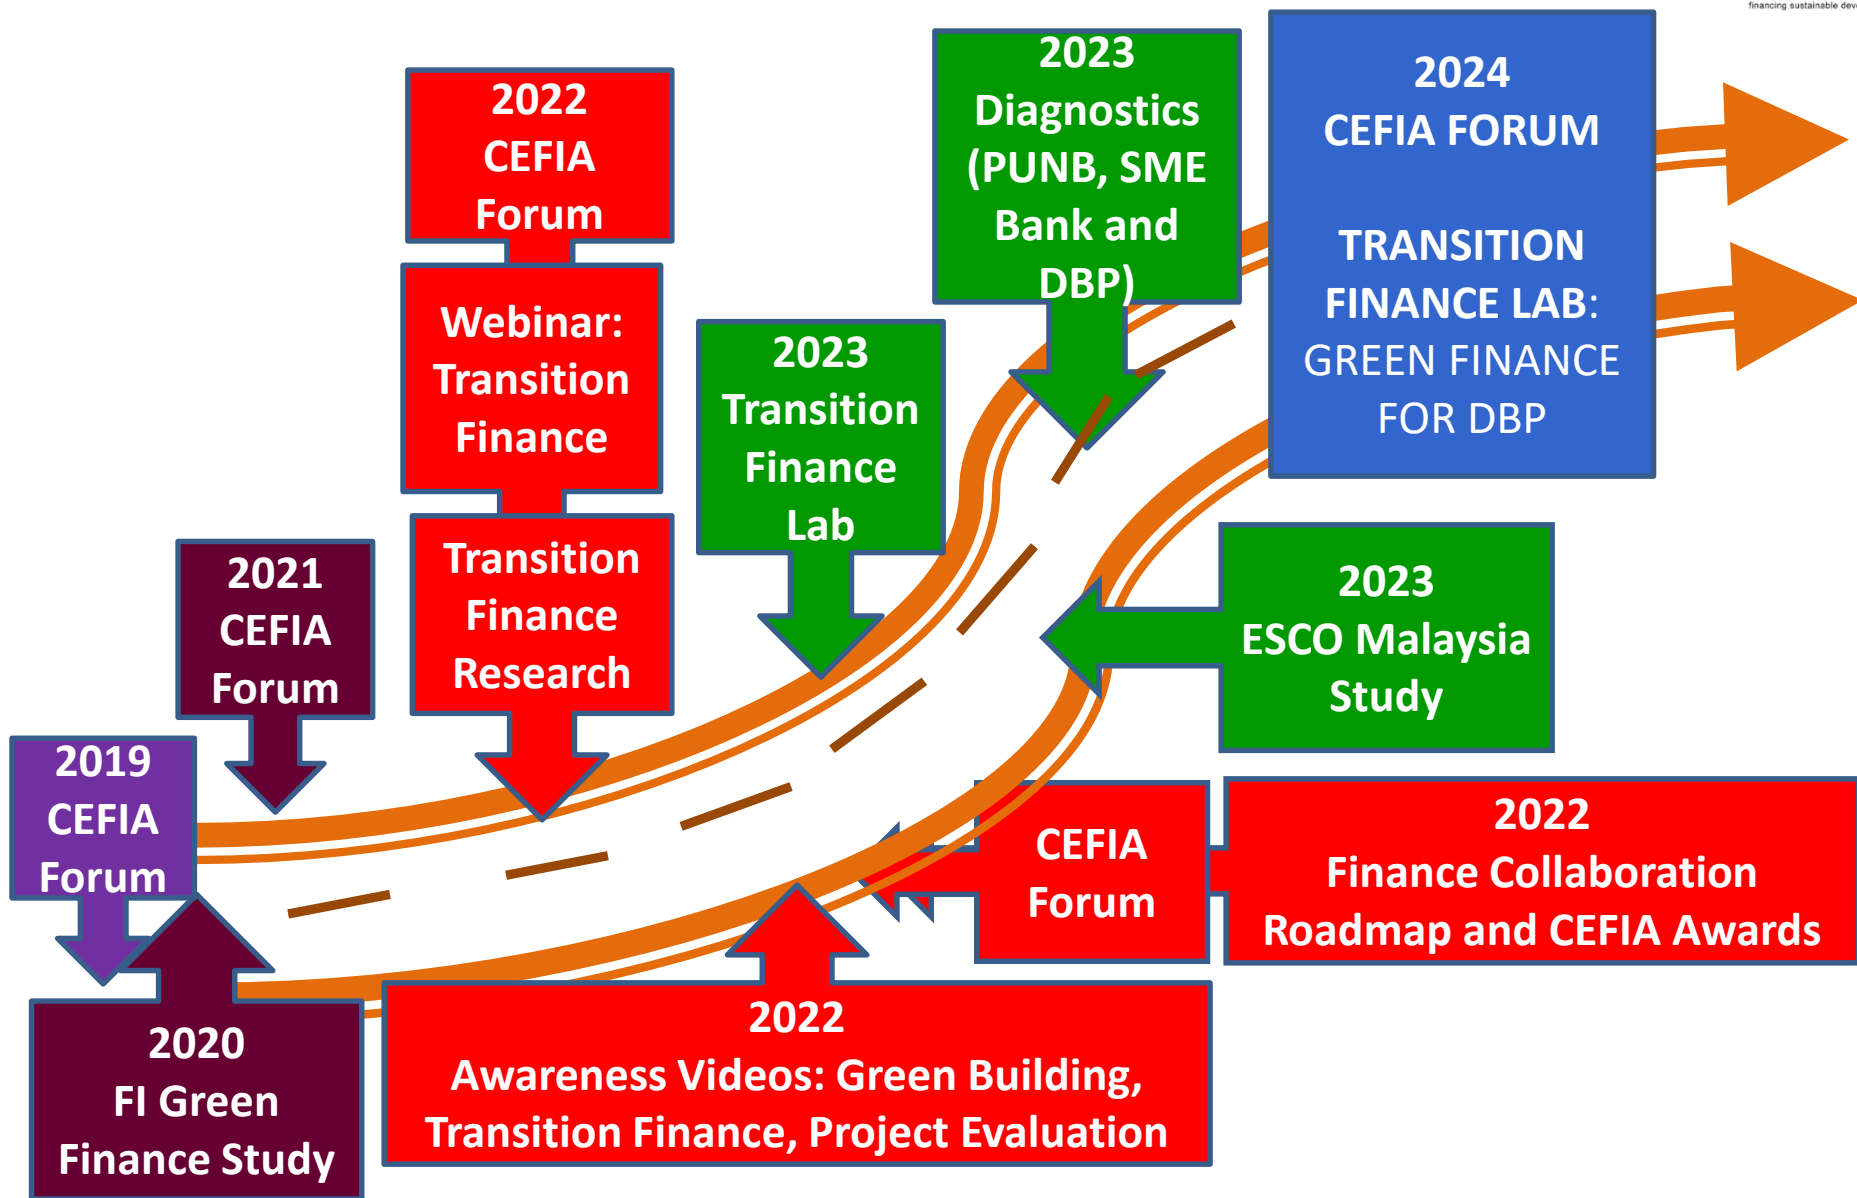 financing sustainable deve
2022
CEFIA
Forum
Webinar:
Transition
Finance
Transition
Finance
Research
2023
Diagnostics
(PUNB, SME
Bank and
DBP)
2024
CEFIA FORUM
TRANSITION
FINANCE LAB:
GREEN FINANCE
FOR DBP
2023
Transition
Finance
Lab
2021
CEFIA
Forum
2023
ESCO Malaysia
Study
2019
CEFIA
Forum
CEFIA
Forum
2022
Finance Collaboration
Roadmap and CEFIA Awards
2020
FI Green
Finance Study
2022
Awareness Videos: Green Building,
Transition Finance, Project Evaluation